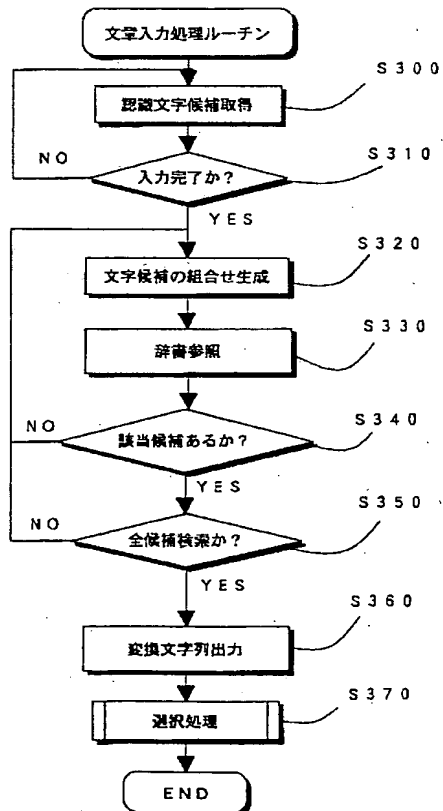 文章入力処理ルーチン
S300
認識文字候補取得
NO
S310
入力完了か?
YES
S320
文字候補の組合せ生成
S330
辞書参照
NO
S340
該当候補あるか?
YES
S350
NO
全候補検索か?
YES
S360
変換文字列出力
S370
選択処理
END